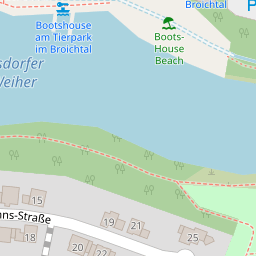 Broichtal
P
Bootshouse
am Tierpark
im Broichtal
Boots-
House
Beach
sdorfer
Weiher
15
nns-Straße
18
19
21
20
22
25